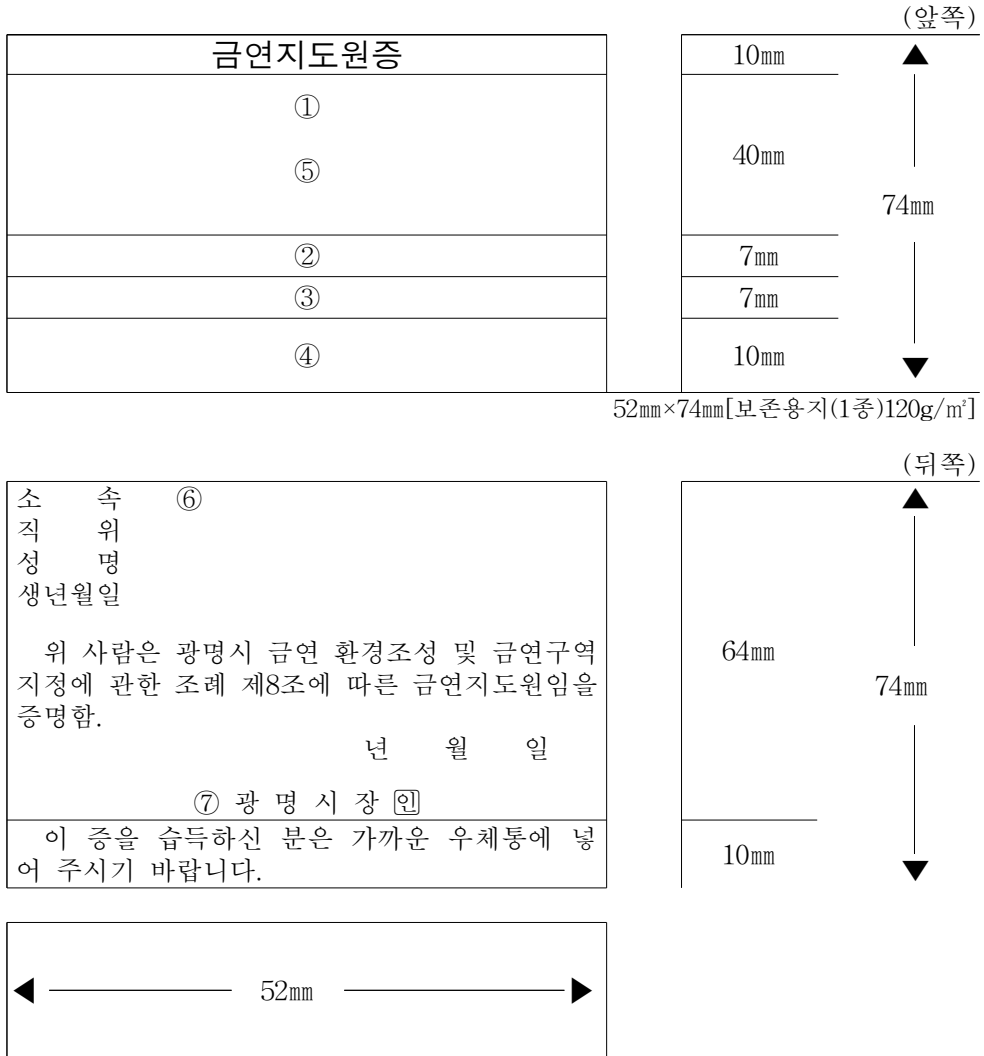 (앞쪽)
금연지도원증
10㎜
①
⑤
40㎜
74㎜
②
7㎜
③
7㎜
④
10㎜
52㎜×74㎜[보존용지(1종)120g/㎡]
(뒤쪽)
소 속 ⑥
직 위
성 명
생년월일
위 사람은 광명시 금연 환경조성 및 금연구역
지정에 관한 조례 제8조에 따른 금연지도원임을
증명함.
년 월 일
⑦ 광 명 시 장 인
64㎜
74㎜
이 증을 습득하신 분은 가까운 우체통에 넣
어 주시기 바랍니다.
10㎜
52㎜